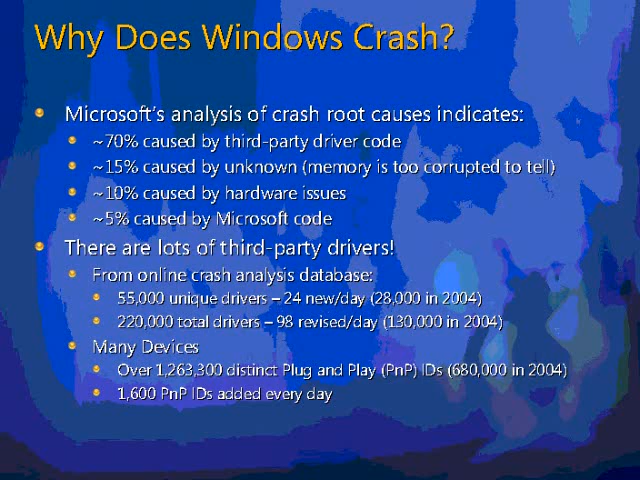 Why Does Windows Crash?
Microsoft's analysis of crash root causes indicates:
~70% caused by third-party driver code
~15% caused by unknown (memory is too corrupted to tell)
~10% caused by hardware issues
~5% caused by Microsoft code
There are lots of third-party drivers!
From online crash analysis database:
55,000 unique drivers – 24 new/day (28,000 in 2004)
220,000 total drivers – 98 revised/day (130,000 in 2004)
Many Devices
Over 1,263,300 distinct Plug and Play (PnP) IDs (680,000 in 2004)
1,600 PnP IDs added every day